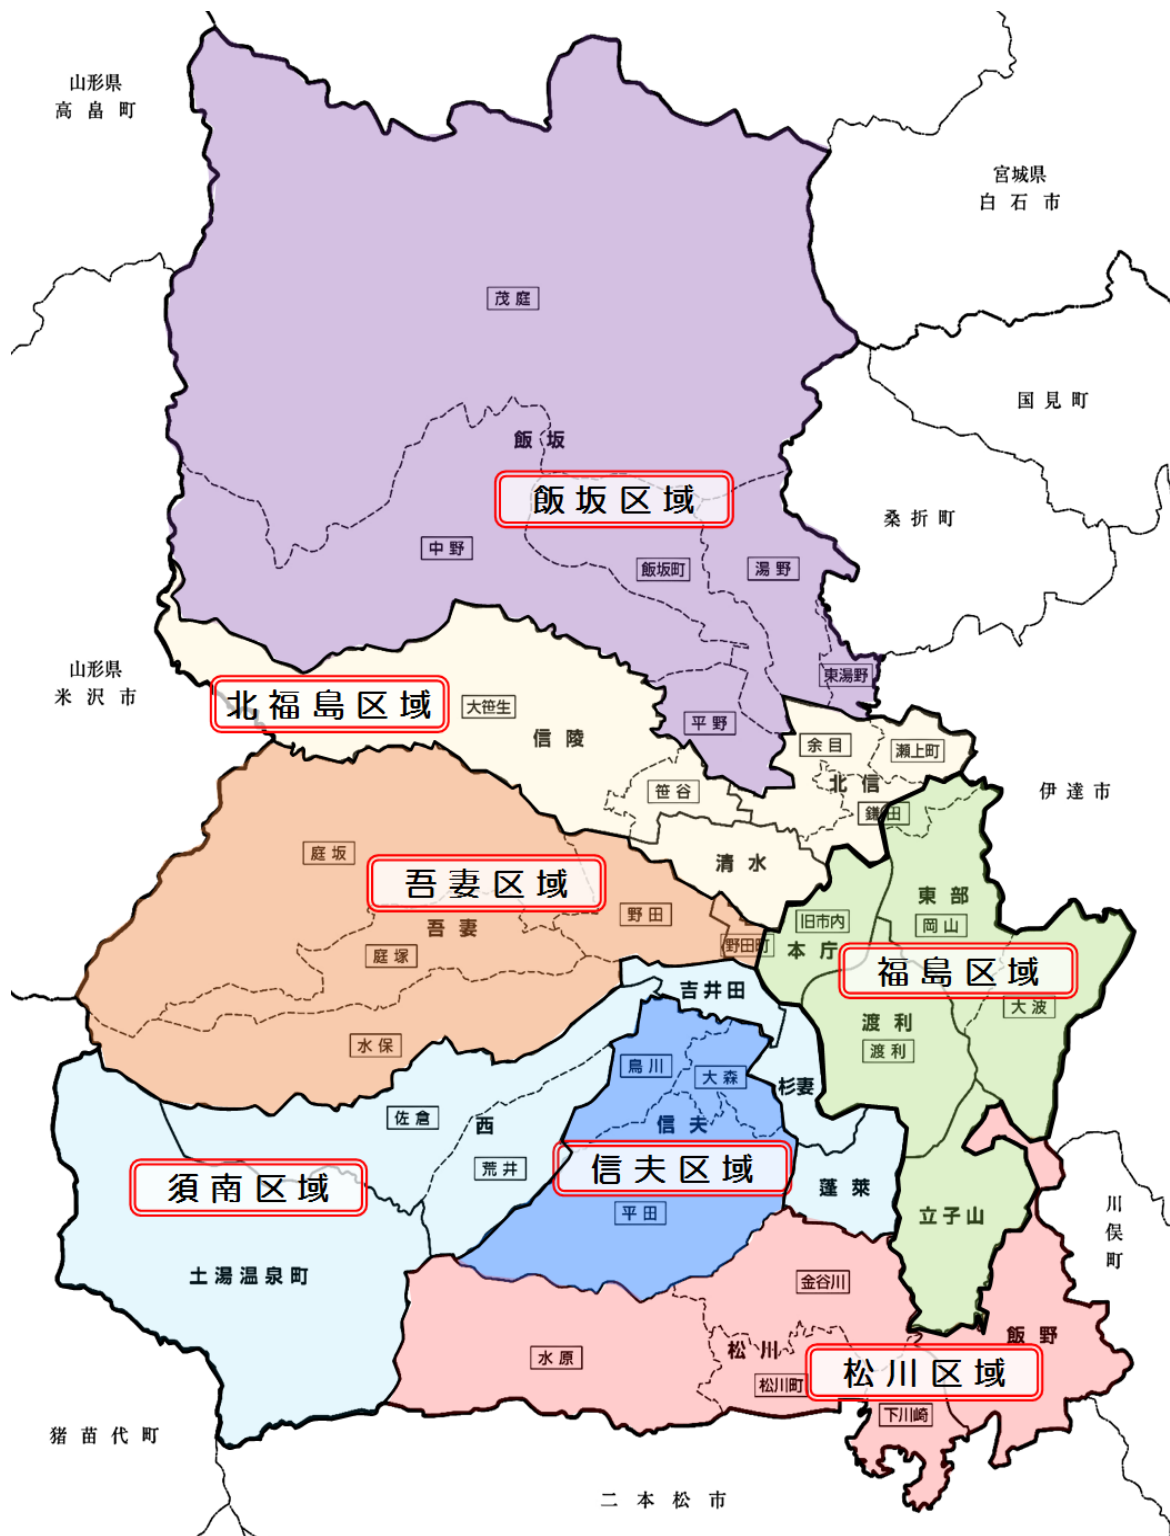 山形県
高畠町
宮城県
白石市
茂庭
国見町
飯坂
飯坂区域
桑折町
中野
飯坂町
湯野
山形県
米沢市
東湯野
北福島区域
大笹生
信陵
平野
余目
瀬上町
笹谷
北信
鎌田
伊達市
庭坂
清水
吾妻区域
東部
野田
旧市内
岡山
吾妻
野田町
本庁
庭塚
福島区域
吉井田
大波
渡利
渡利
水保
鳥川
大森
杉妻
佐倉
西
信夫
荒井
信夫区域
須南区域
蓬莱
川俣町
平田
立子山
土湯温泉町
金谷川
飯野
松川
水原
松川区域
松川町
下川崎
猪苗代町
二本松市